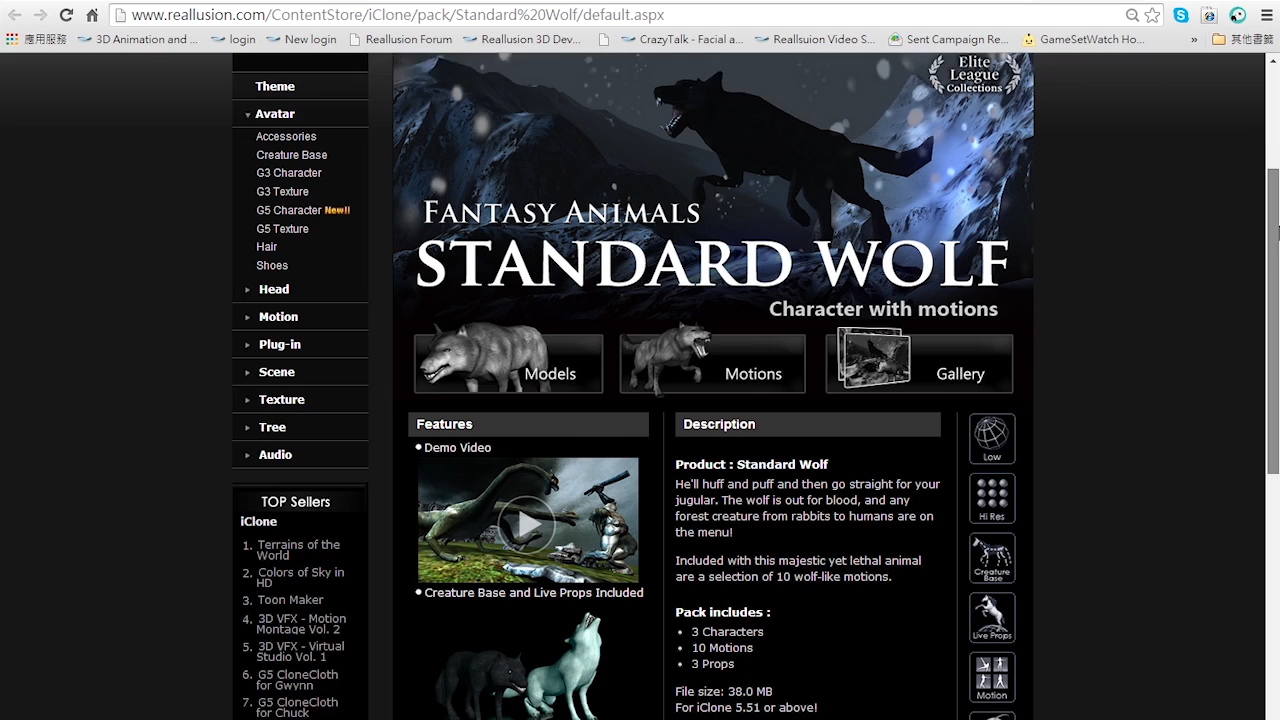 www.reallusion.com/ContentStore/iClone/pack/Standard%20Wolf/default.aspx
應用服務
3D Animation and ...
login
New login
Reallusion Forum
Reallusion 3D Dev...
CrazyTalk - Facial a...
Reallsuion Video S...
Sent Campaign Re...
GameSetWatch Ho...
»
其他書籤
Theme
Avatar
Accessories
Creature Base
G3 Character
G3 Texture
G5 Character New!!
G5 Texture
Hair
Shoes
Head
Motion
Plug-in
Scene
Texture
Tree
Audio
TOP Sellers
iClone
1. Terrains of the
World
2. Colors of Sky in
HD
3. Toon Maker
4. 3D VFX - Motion
Montage Vol. 2
5. 3D VFX - Virtual
Studio Vol. 1
6. G5 CloneCloth
for Gwynn
7. G5 CloneCloth
for Chuck
Elite
League
Collections
FANTASY ANIMALS
STANDARD WOLF
Character with motions
Models
Motions
Gallery
Features
Demo Video
Creature Base and Live Props Included
Description
Product : Standard Wolf
He'll huff and puff and then go straight for your
jugular. The wolf is out for blood, and any
forest creature from rabbits to humans are on
the menu!
Included with this majestic yet lethal animal
are a selection of 10 wolf-like motions.
Pack includes :
• 3 Characters
• 10 Motions
• 3 Props
File size: 38.0 MB
For iClone 5.51 or above!
Low
Hi Res
Creature
Base
Live Props
Motion